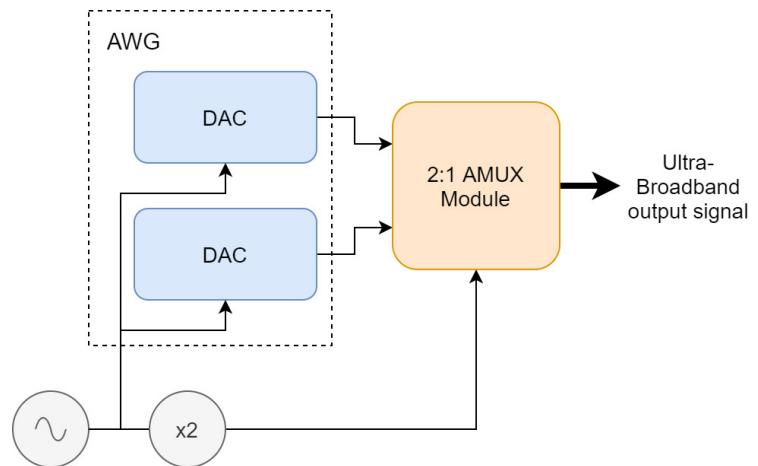 AWG
DAC
DAC
2:1 AMUX
Module
Ultra-
Broadband
output signal
x2